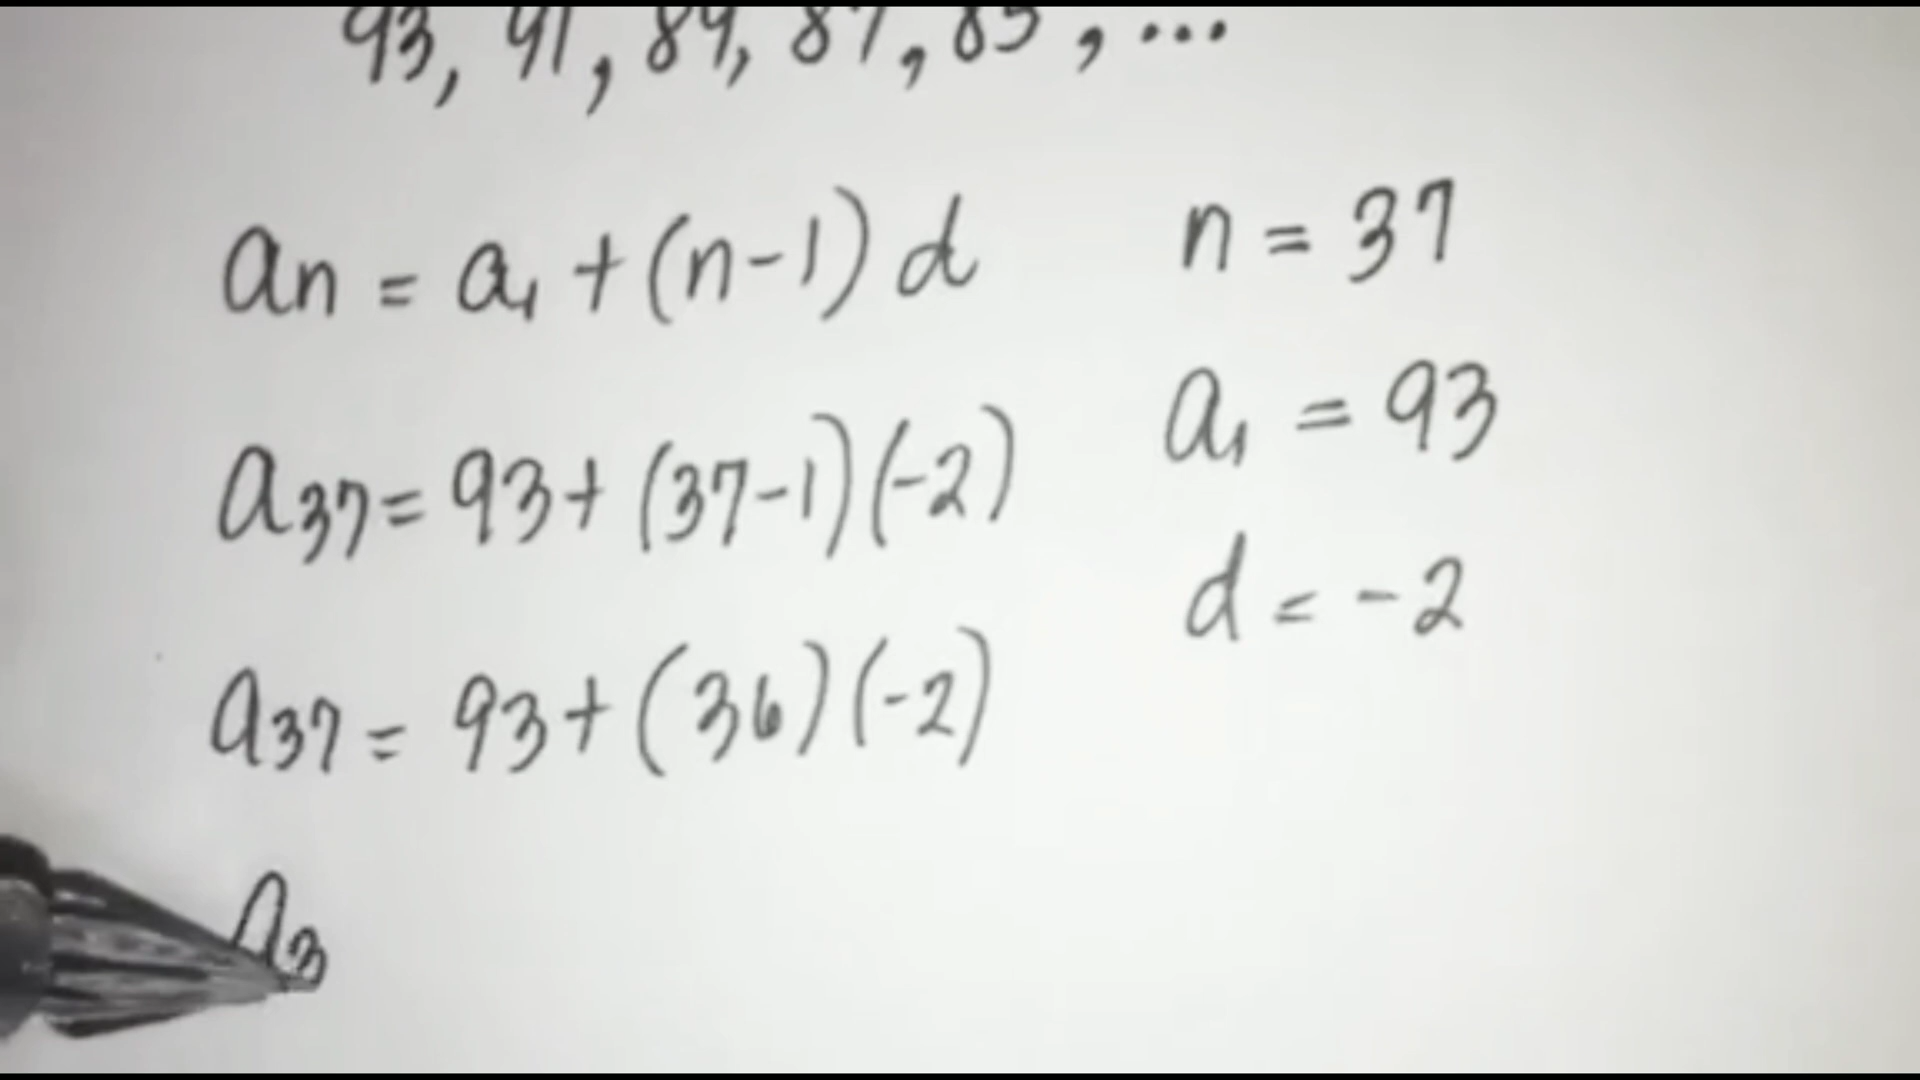 93, 91, 89, 87, 85, ...
an = a1 + (n-1) d
n = 37
a1 = 93
a37 = 93 + (37-1)(-2)
d = -2
a37 = 93 + (36)(-2)
a3